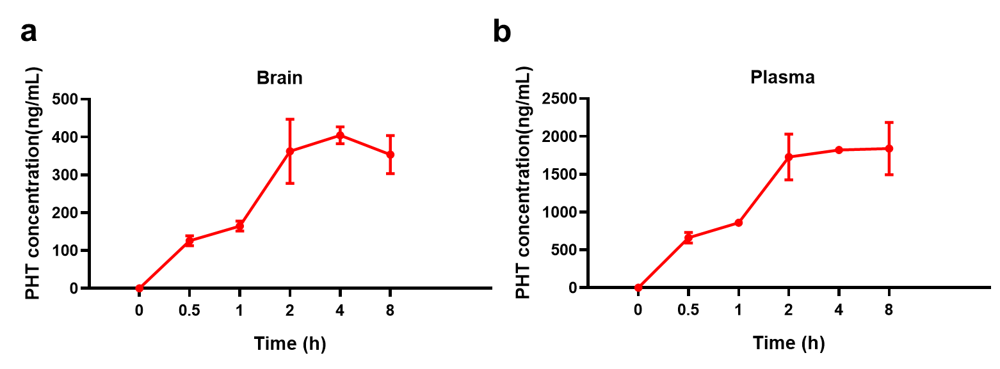 a
Brain
PHT concentration(ng/mL)
500
400
300
200
100
0
0 0.5 1 2 4 8
Time (h)
b
Plasma
PHT concentration(ng/mL)
2500
2000
1500
1000
500
0
0 0.5 1 2 4 8
Time (h)